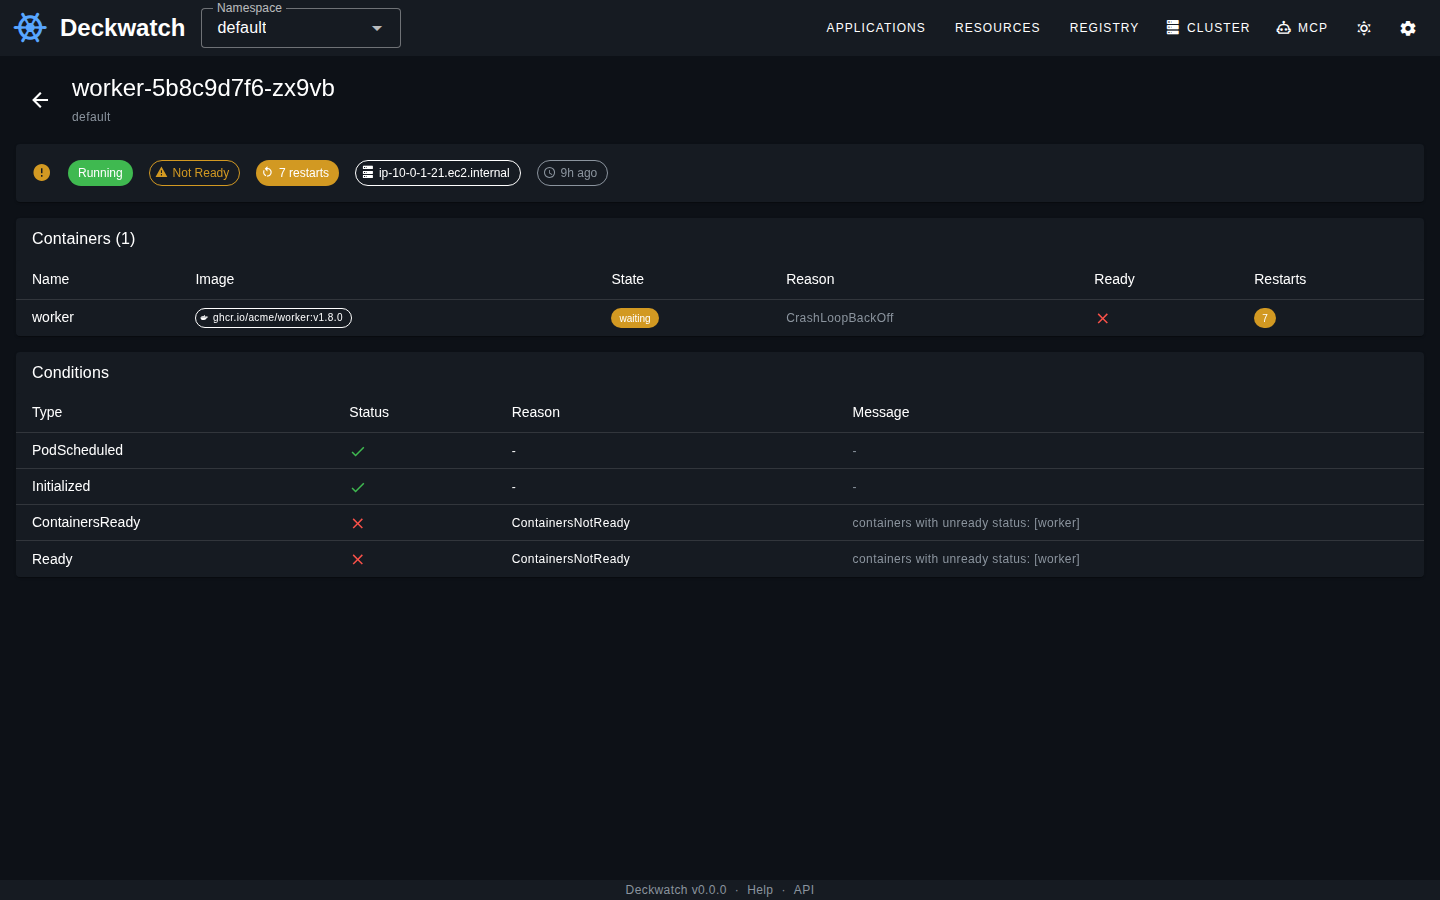 Deckwatch
Namespace
default
APPLICATIONS RESOURCES REGISTRY CLUSTER MCP
worker-5b8c9d7f6-zx9vb
default
Running Not Ready 7 restarts ip-10-0-1-21.ec2.internal 9h ago
Containers (1)
Name Image State Reason Ready Restarts
worker ghcr.io/acme/worker:v1.8.0 waiting CrashLoopBackOff 7
Conditions
Type Status Reason Message
PodScheduled - -
Initialized - -
ContainersReady ContainersNotReady containers with unready status: [worker]
Ready ContainersNotReady containers with unready status: [worker]
Deckwatch v0.0.0 · Help · API